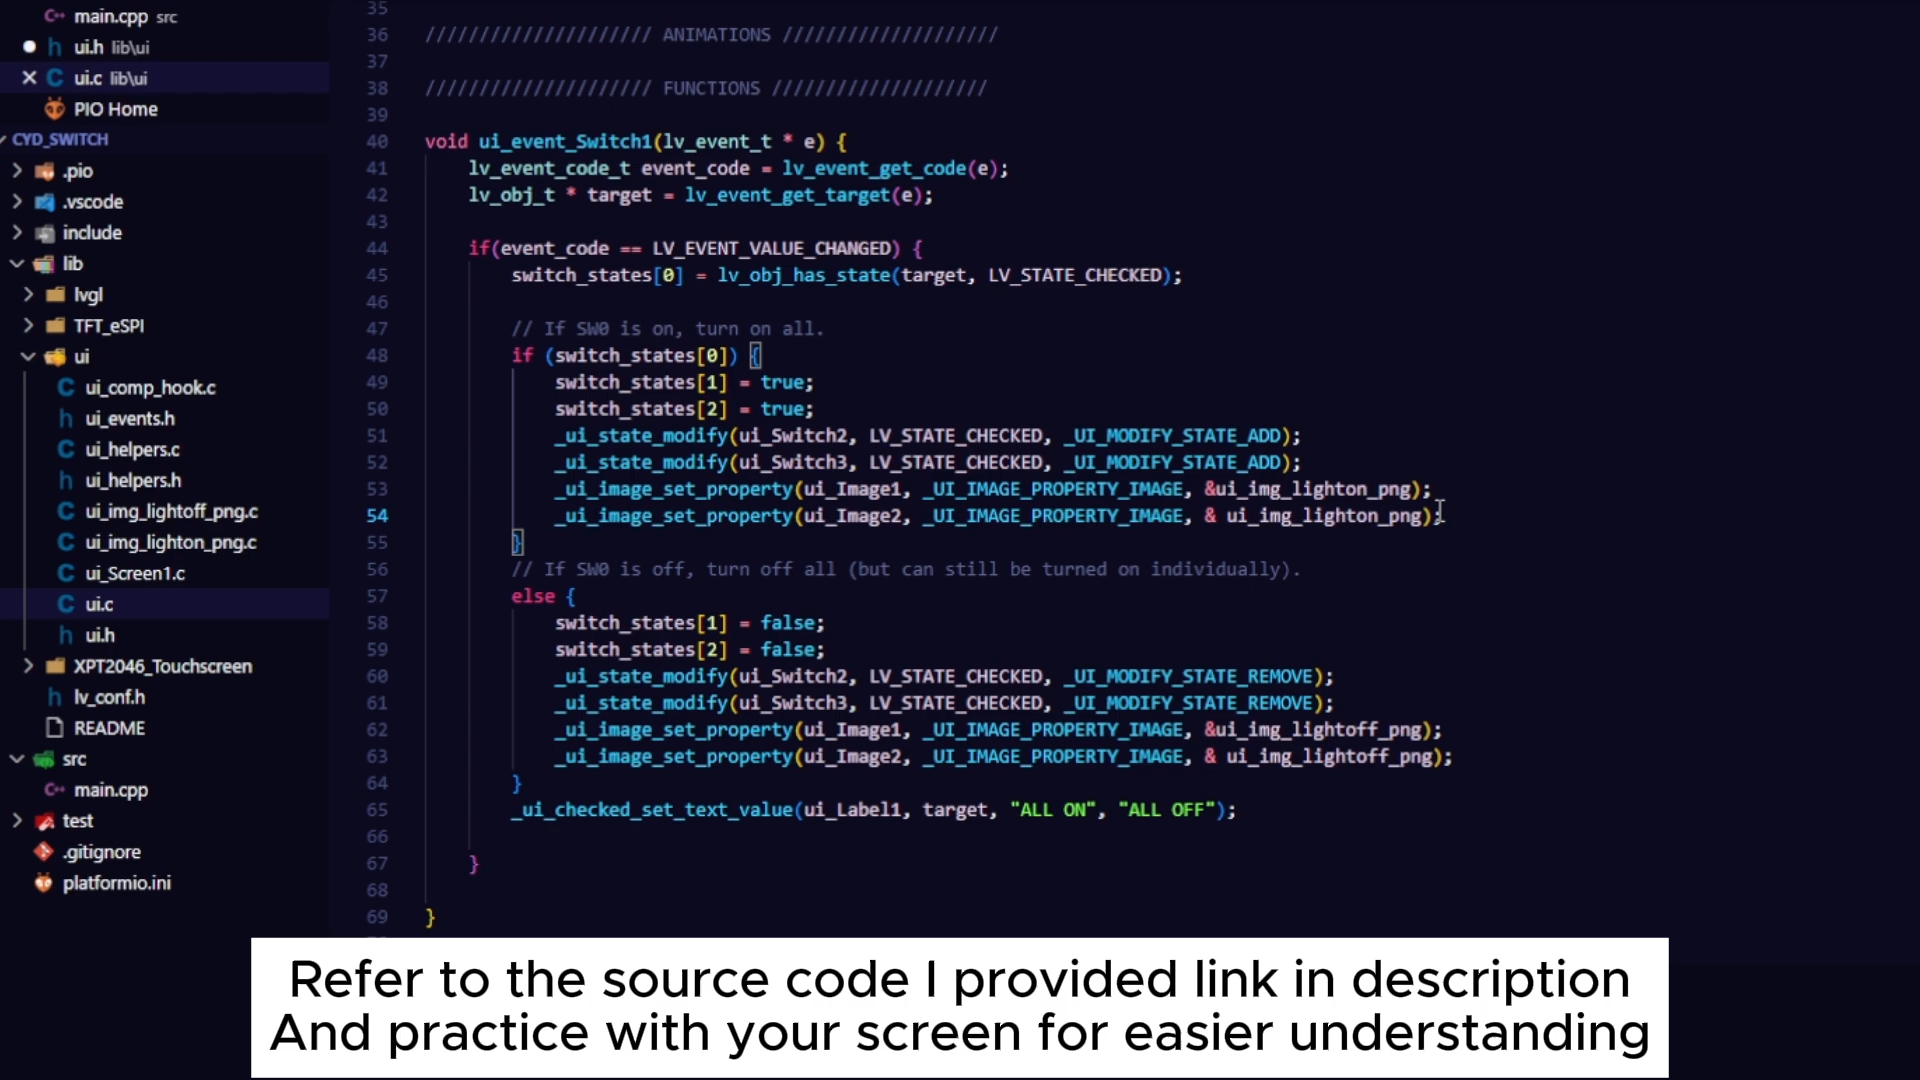 main.cpp src
ui.h lib\ui
ui.c lib\ui
PIO Home
CYD_SWITCH
.pio
.vscode
include
lib
lvgl
TFT_eSPI
ui
ui_comp_hook.c
ui_events.h
ui_helpers.c
ui_helpers.h
ui_img_lightoff_png.c
ui_img_lighton_png.c
ui_Screen1.c
ui.c
ui.h
XPT2046_Touchscreen
lv_conf.h
README
src
main.cpp
test
.gitignore
platformio.ini
35
36 ///////////////////// ANIMATIONS ////////////////////
37
38 ///////////////////// FUNCTIONS ////////////////////
39
40 void ui_event_Switch1(lv_event_t * e) {
41 lv_event_code_t event_code = lv_event_get_code(e);
42 lv_obj_t * target = lv_event_get_target(e);
43
44 if(event_code == LV_EVENT_VALUE_CHANGED) {
45 switch_states[0] = lv_obj_has_state(target, LV_STATE_CHECKED);
46
47 // If SW0 is on, turn on all.
48 if (switch_states[0]) {
49 switch_states[1] = true;
50 switch_states[2] = true;
51 _ui_state_modify(ui_Switch2, LV_STATE_CHECKED, _UI_MODIFY_STATE_ADD);
52 _ui_state_modify(ui_Switch3, LV_STATE_CHECKED, _UI_MODIFY_STATE_ADD);
53 _ui_image_set_property(ui_Image1, _UI_IMAGE_PROPERTY_IMAGE, &ui_img_lighton_png);
54 _ui_image_set_property(ui_Image2, _UI_IMAGE_PROPERTY_IMAGE, & ui_img_lighton_png);
55 }
56 // If SW0 is off, turn off all (but can still be turned on individually).
57 else {
58 switch_states[1] = false;
59 switch_states[2] = false;
60 _ui_state_modify(ui_Switch2, LV_STATE_CHECKED, _UI_MODIFY_STATE_REMOVE);
61 _ui_state_modify(ui_Switch3, LV_STATE_CHECKED, _UI_MODIFY_STATE_REMOVE);
62 _ui_image_set_property(ui_Image1, _UI_IMAGE_PROPERTY_IMAGE, &ui_img_lightoff_png);
63 _ui_image_set_property(ui_Image2, _UI_IMAGE_PROPERTY_IMAGE, & ui_img_lightoff_png);
64 }
65 _ui_checked_set_text_value(ui_Label1, target, "ALL ON", "ALL OFF");
66
67 }
68
69 }
Refer to the source code I provided link in description
And practice with your screen for easier understanding